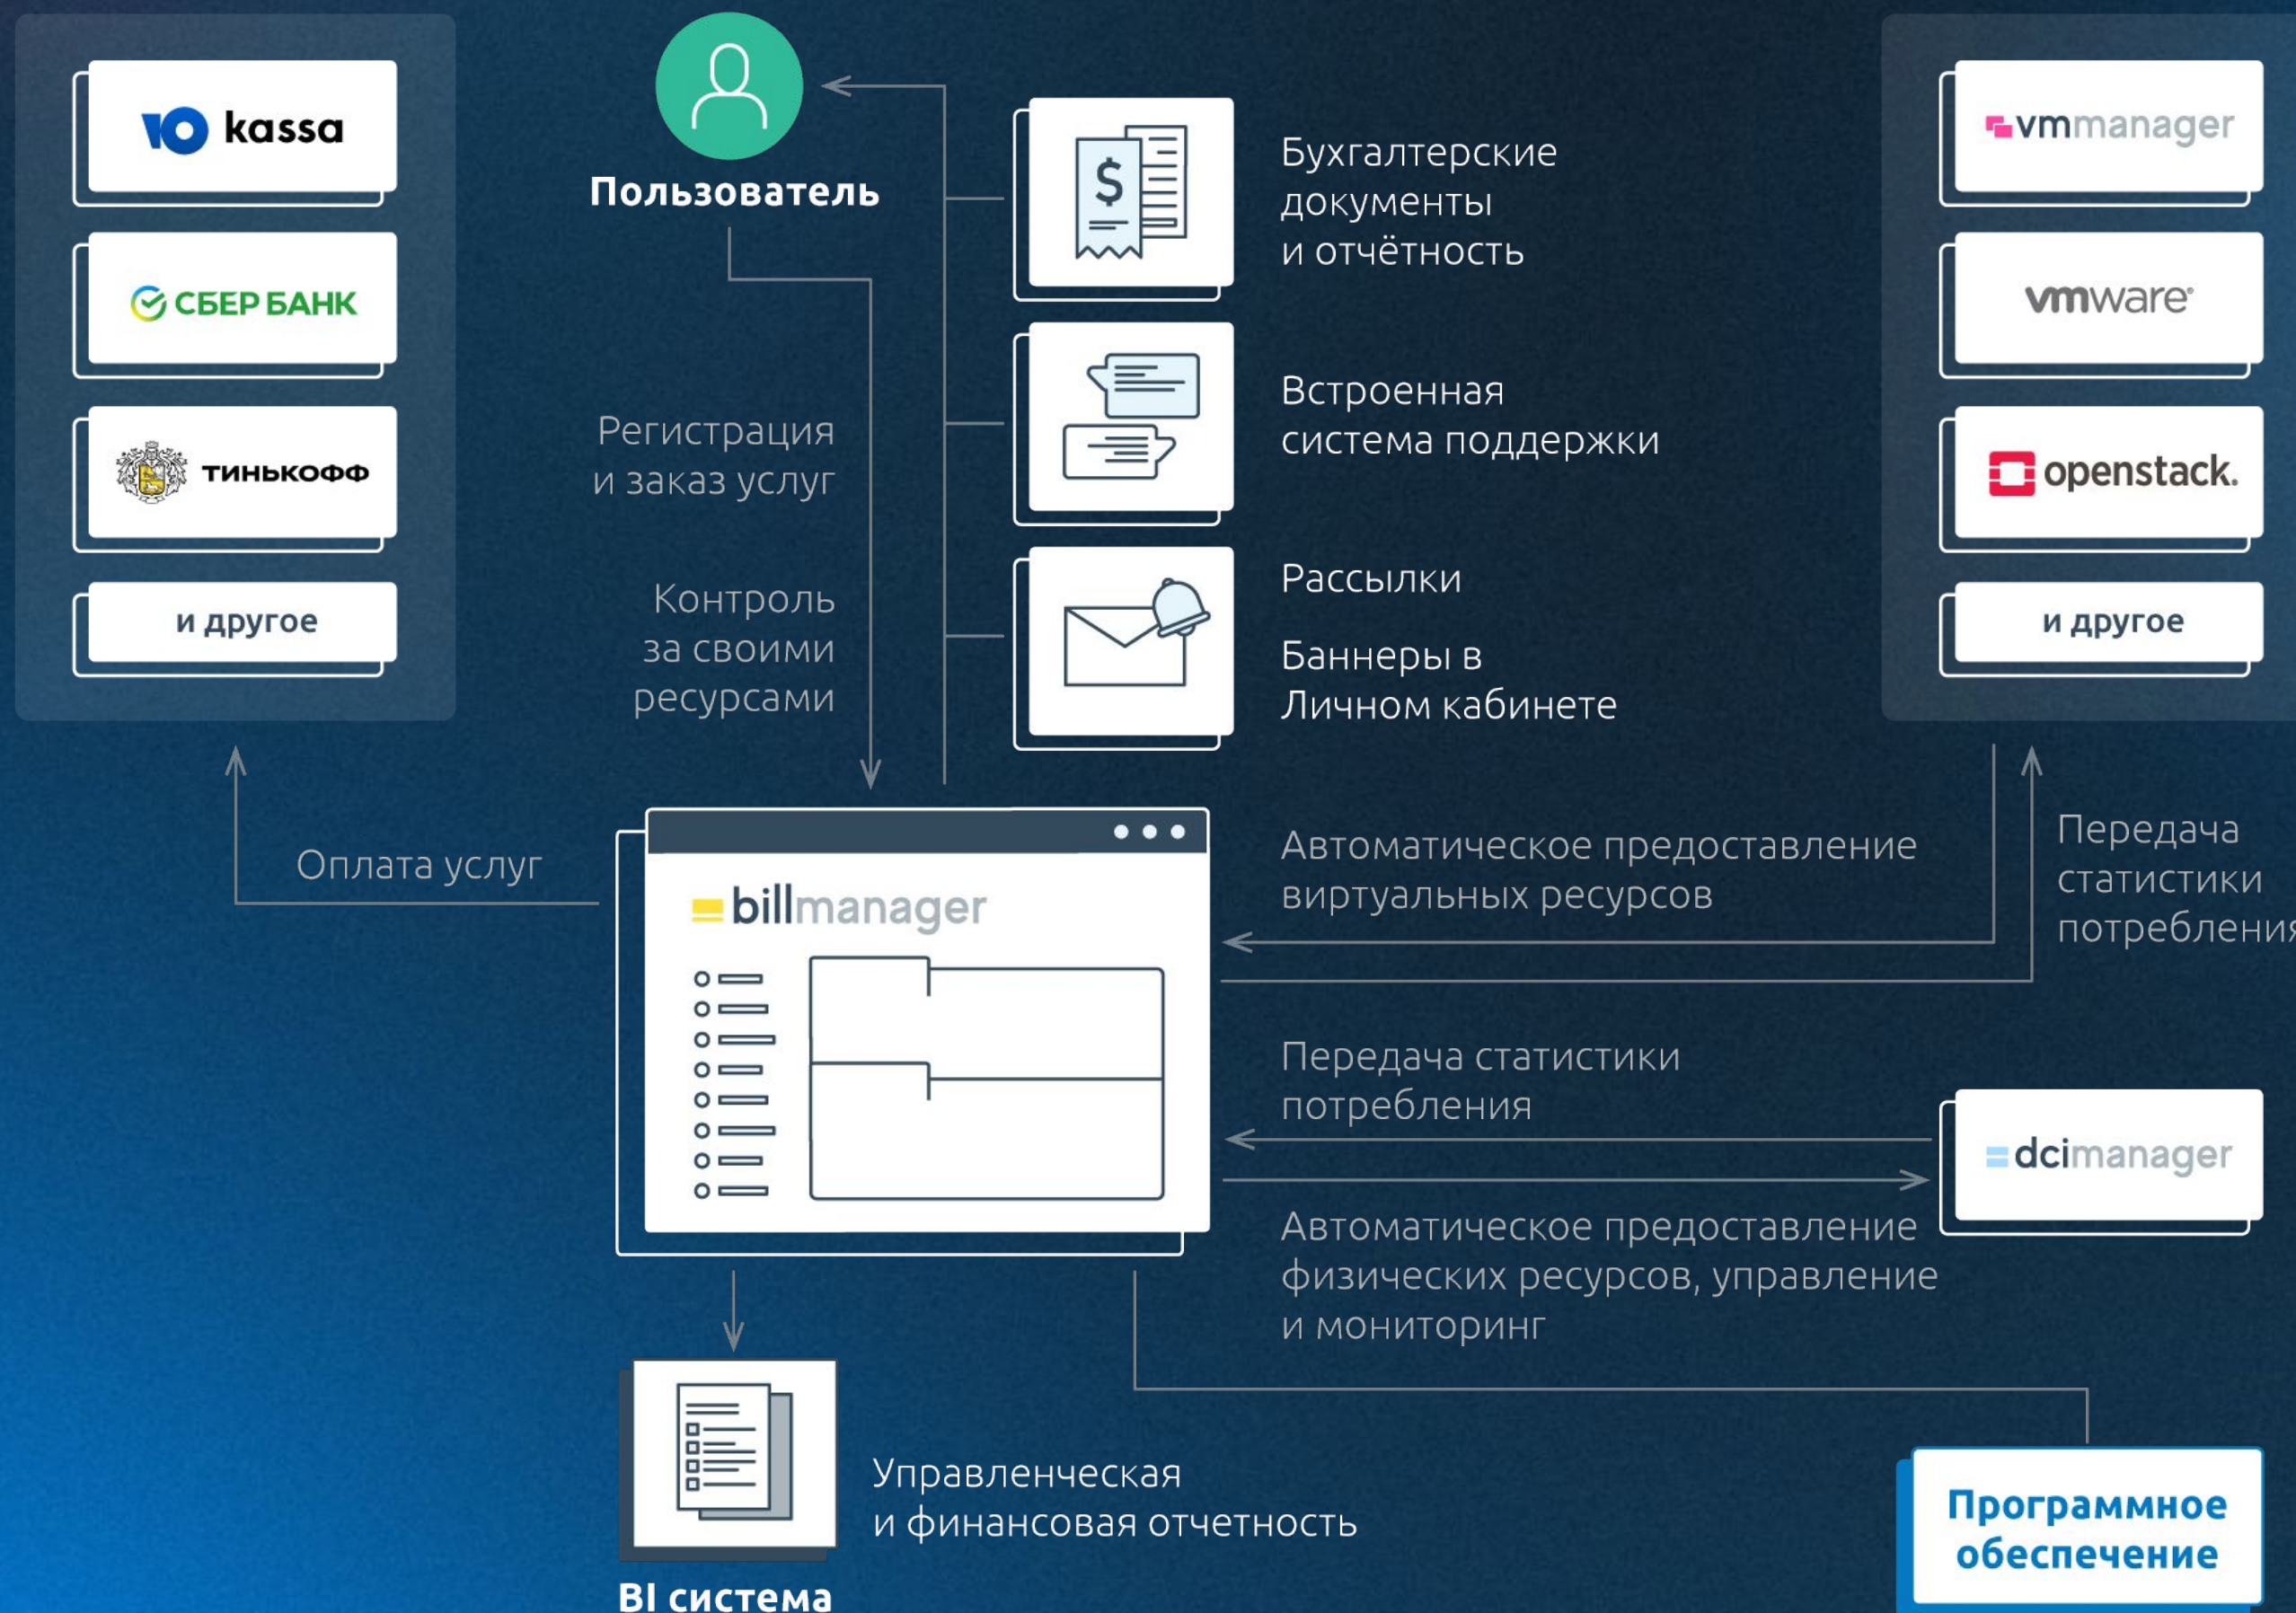 kassa
СБЕР БАНК
ТИНЬКОФФ
и другое
Пользователь
Регистрация
и заказ услуг
Контроль
за своими
ресурсами
$
Бухгалтерские
документы
и отчётность
Встроенная
система поддержки
Рассылки
Баннеры в
Личном кабинете
vmmanager
vmware®
openstack.
и другое
Оплата услуг
billmanager
Автоматическое предоставление
виртуальных ресурсов
Передача
статистики
потребления
Передача статистики
потребления
dcimanager
Автоматическое предоставление
физических ресурсов, управление
и мониторинг
Управленческая
и финансовая отчетность
BI система
Программное
обеспечение